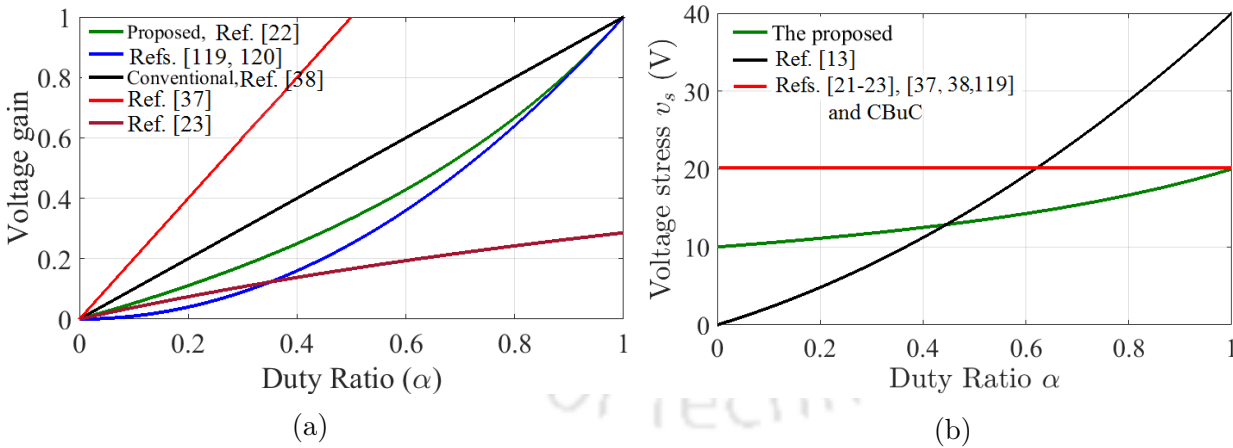 1
0.8
0.6
0.4
0.2
0
Voltage gain
Proposed, Ref. [22]
Refs. [119, 120]
Conventional, Ref. [38]
Ref. [37]
Ref. [23]
0 0.2 0.4 0.6 0.8 1
Duty Ratio (α)
(a)
40
30
20
10
0
Voltage stress vs (V)
The proposed
Ref. [13]
Refs. [21-23], [37, 38,119]
and CBuC
0 0.2 0.4 0.6 0.8 1
Duty Ratio α
(b)